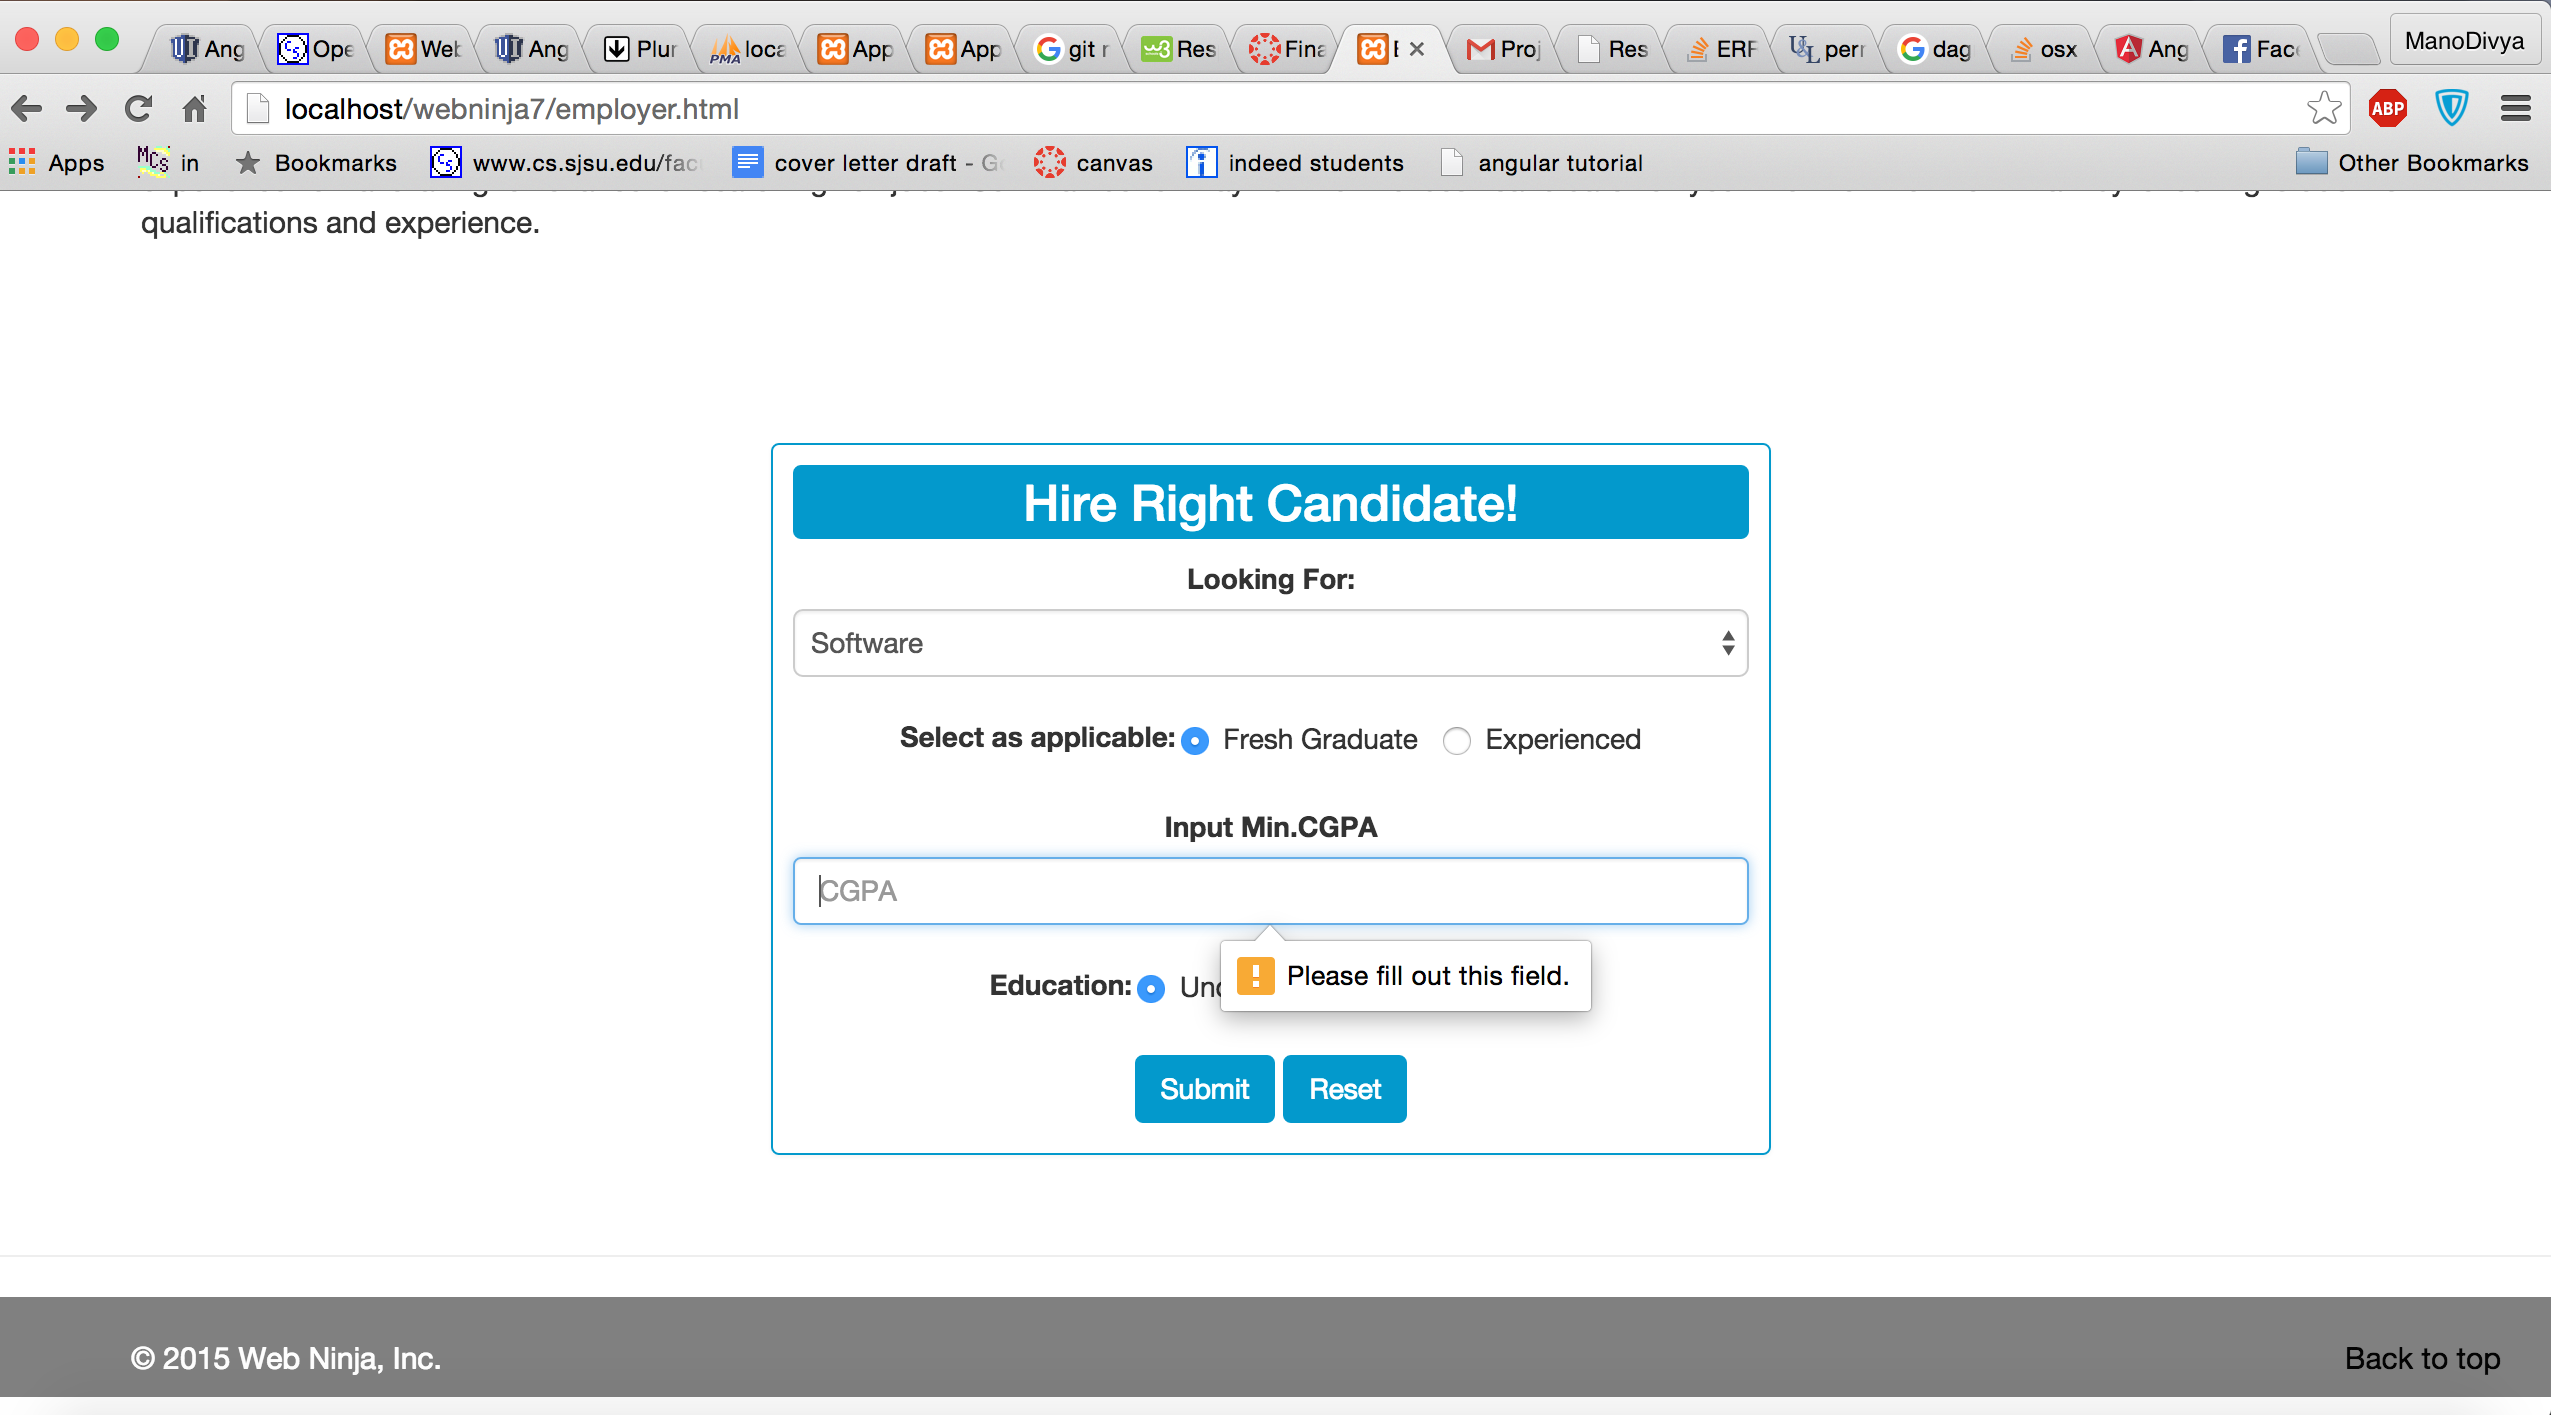 Ang Ope Web Ang Plur loca App App git r Res Fina Proj Res ERF perr dag osx Ang Face ManoDivya
localhost/webninja7/employer.html
ABP
Apps in Bookmarks www.cs.sjsu.edu/fac cover letter draft - Go canvas indeed students angular tutorial Other Bookmarks
qualifications and experience.
Hire Right Candidate!
Looking For:
Software
Select as applicable: Fresh Graduate Experienced
Input Min.CGPA
CGPA
Please fill out this field.
Education: Und
Submit Reset
© 2015 Web Ninja, Inc.
Back to top